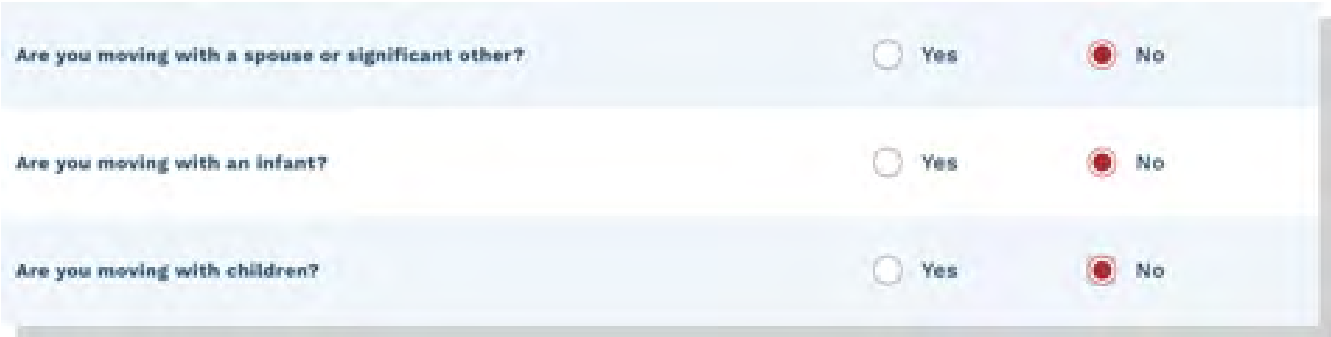 Are you moving with a spouse or significant other? Yes No
Are you moving with an infant? Yes No
Are you moving with children? Yes No